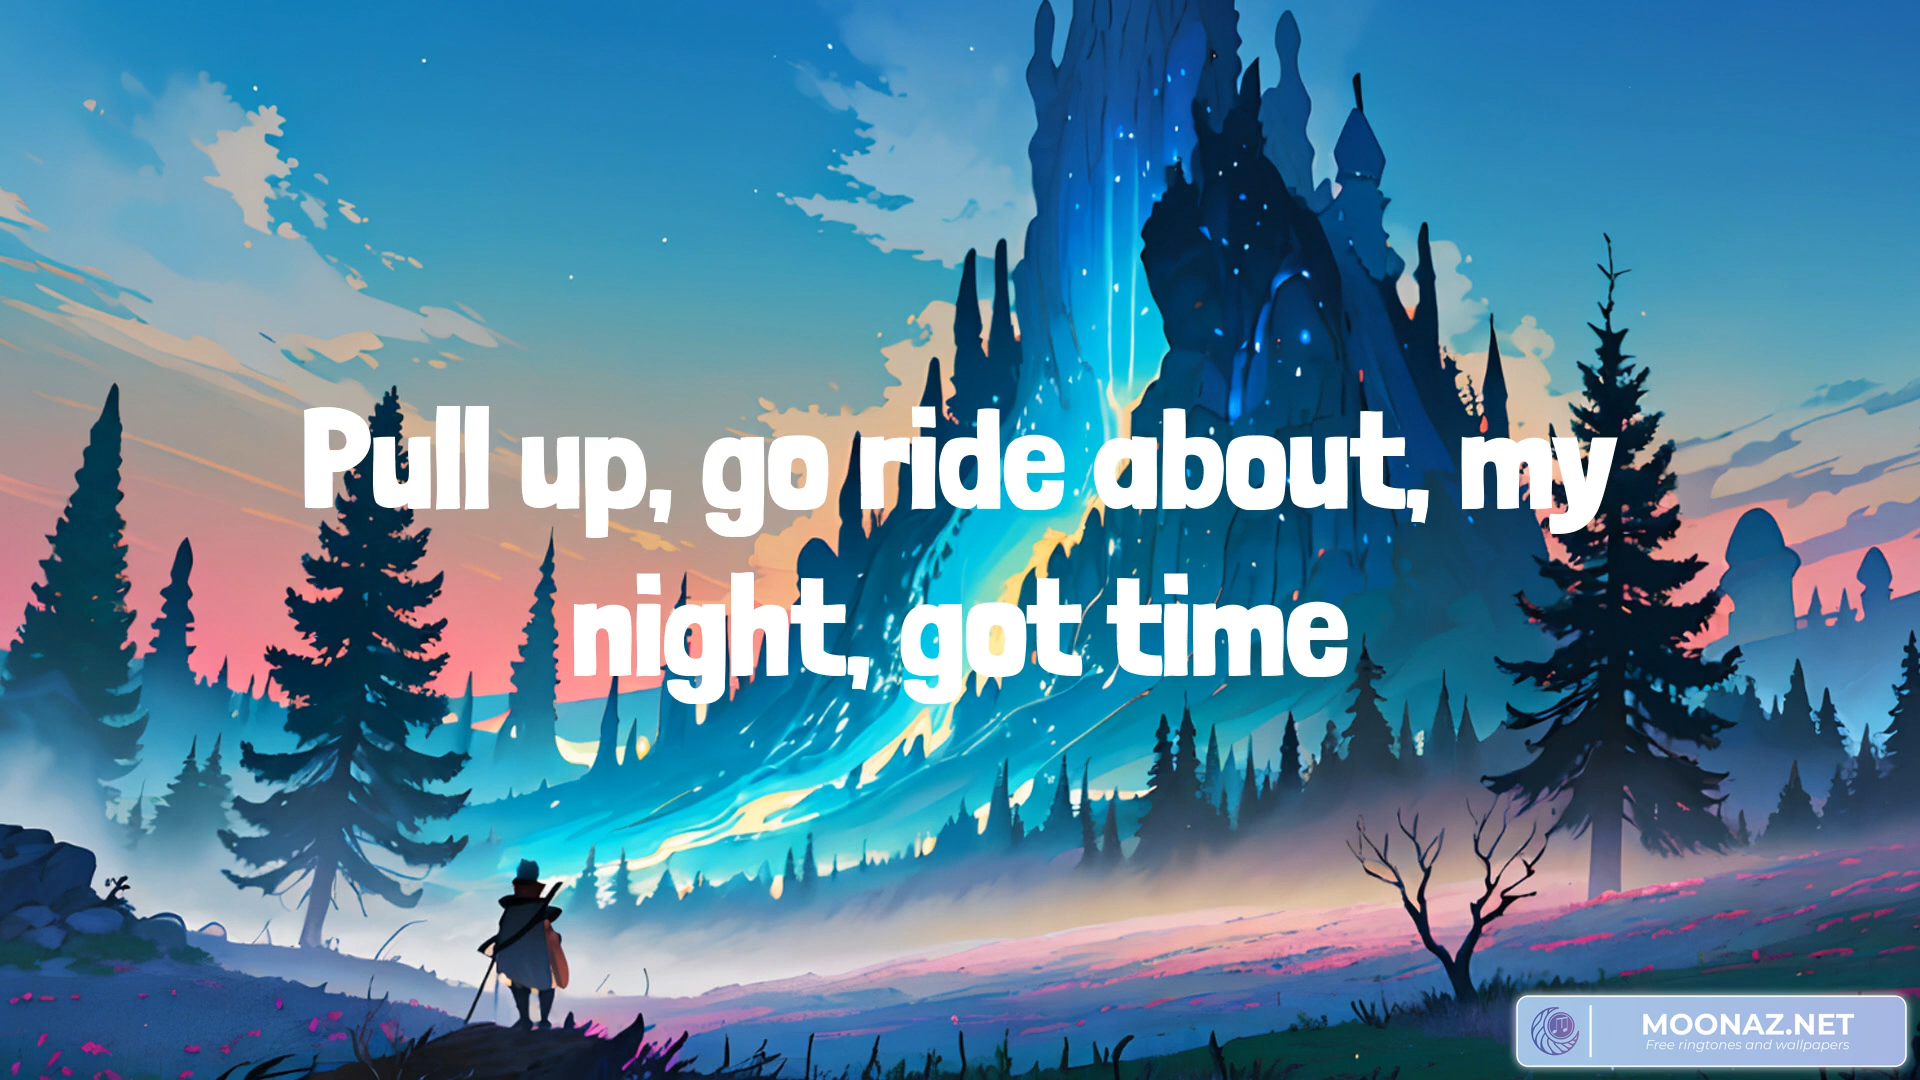 Pull up, go ride about, my
night, got time
MOONAZ.NET
Free ringtones and wallpapers